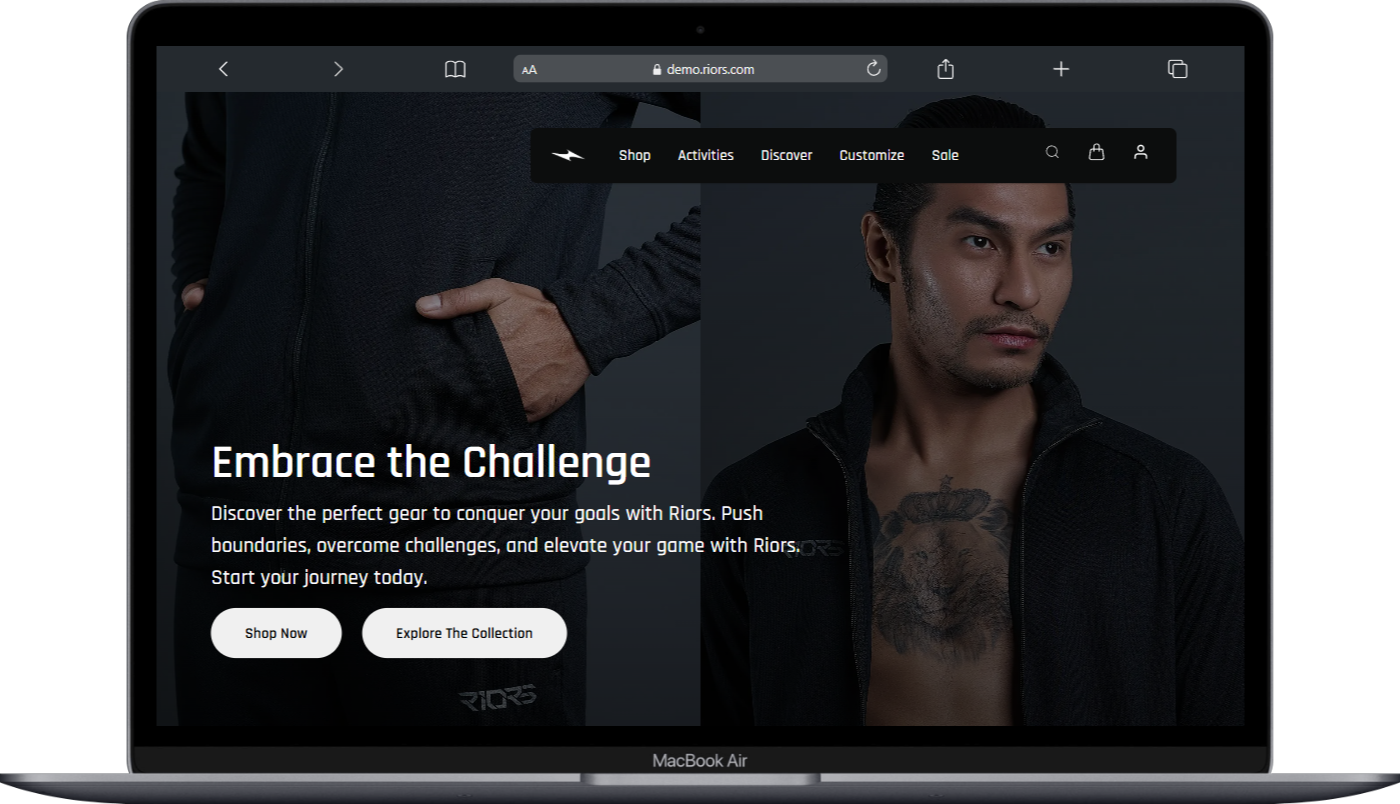 AA
demo.riors.com
Shop Activities Discover Customize Sale
Embrace the Challenge
Discover the perfect gear to conquer your goals with Riors. Push
boundaries, overcome challenges, and elevate your game with Riors.
RIORS
Start your journey today.
Shop Now Explore The Collection
RIORS
MacBook Air